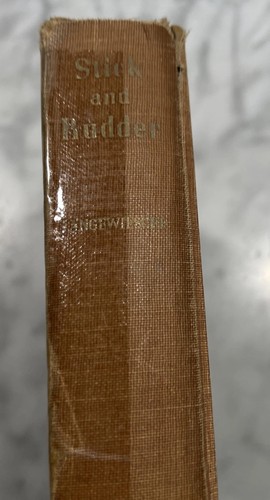 Stick
and
Rudder
LANGEWIESCHE